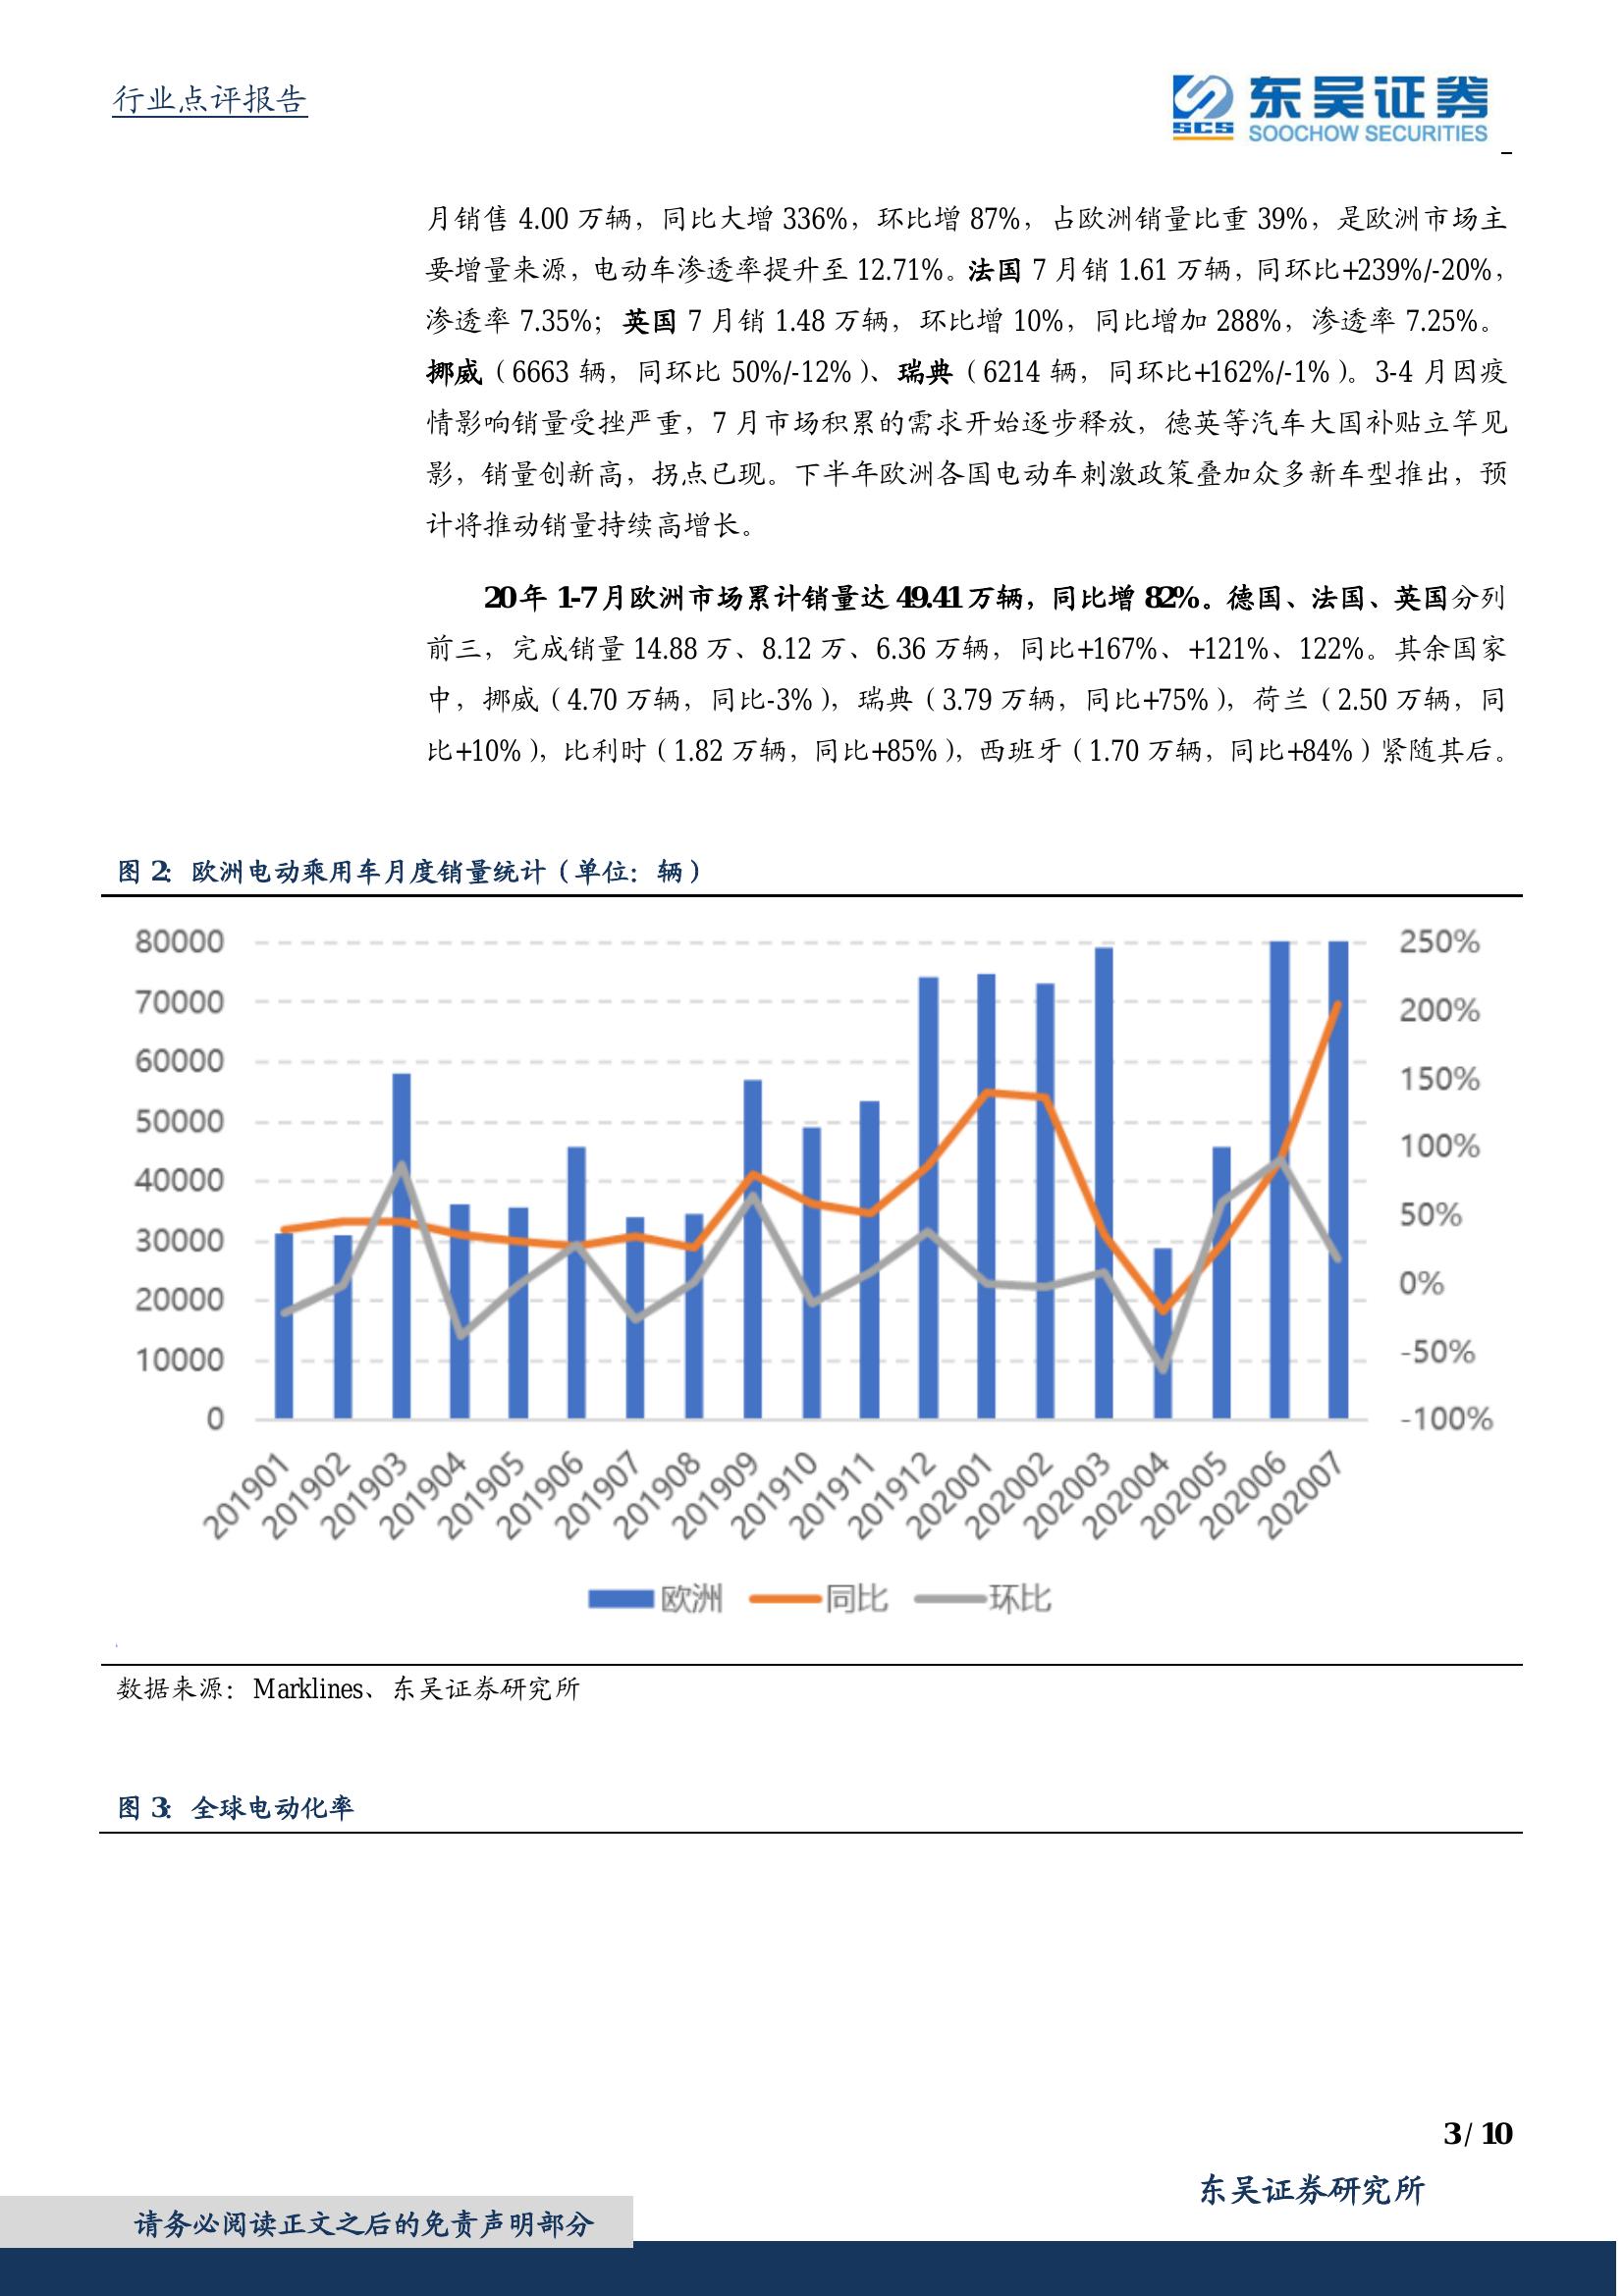 行业点评报告
东吴证券
SCS
SOOCHOW SECURITIES
月销售 4.00 万辆，同比大增 336%，环比增 87%，占欧洲销量比重 39%，是欧洲市场主
要增量来源，电动车渗透率提升至 12.71%。法国 7 月销 1.61 万辆，同环比+239%/-20%，
渗透率 7.35%；英国 7 月销 1.48 万辆，环比增 10%，同比增加 288%，渗透率 7.25%。
挪威（6663 辆，同环比 50%/-12%）、瑞典（6214 辆，同环比+162%/-1%）。3-4 月因疫
情影响销量受挫严重，7 月市场积累的需求开始逐步释放，德英等汽车大国补贴立竿见
影，销量创新高，拐点已现。下半年欧洲各国电动车刺激政策叠加众多新车型推出，预
计将推动销量持续高增长。
20 年 1-7 月欧洲市场累计销量达 49.41 万辆，同比增 82%。德国、法国、英国分列
前三，完成销量 14.88 万、8.12 万、6.36 万辆，同比+167%、+121%、122%。其余国家
中，挪威（4.70 万辆，同比-3%），瑞典（3.79 万辆，同比+75%），荷兰（2.50 万辆，同
比+10%），比利时（1.82 万辆，同比+85%），西班牙（1.70 万辆，同比+84%）紧随其后。
图 2：欧洲电动乘用车月度销量统计（单位：辆）
80000 250%
70000 200%
60000 150%
50000 100%
40000 50%
30000 0%
20000 -50%
10000 -100%
0
201901 201902 201903 201904 201905 201906 201907 201908 201909 201910 201911 201912 202001 202002 202003 202004 202005 202006 202007
欧洲 同比 环比
数据来源：Marklines、东吴证券研究所
图 3：全球电动化率
3 / 10
东吴证券研究所
请务必阅读正文之后的免责声明部分